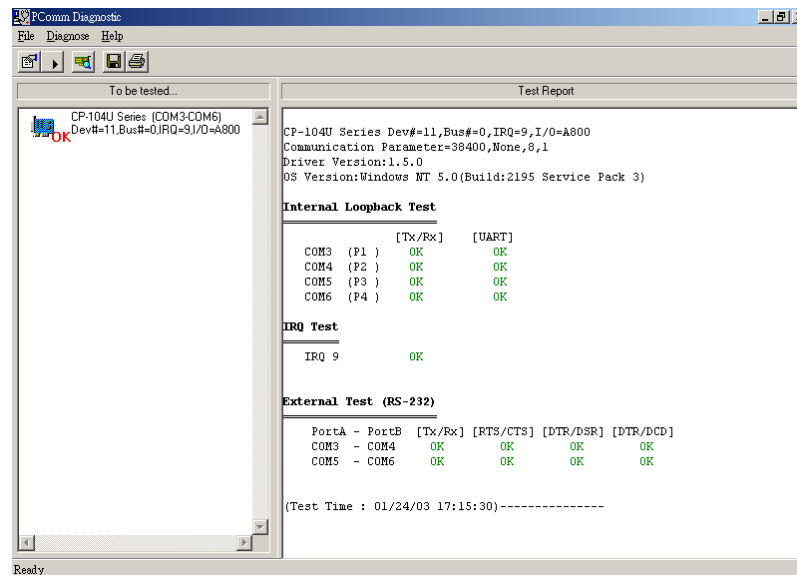 PComm Diagnostic
File Diagnose Help
To be tested...
CP-104U Series (COM3-COM6)
Dev#=11,Bus#=0,IRQ=9,I/O=A800
OK
Test Report
CP-104U Series Dev#=11,Bus#=0,IRQ=9,I/O=A800
Communication Parameter=38400,None,8,1
Driver Version:1.5.0
OS Version:Windows NT 5.0(Build:2195 Service Pack 3)
Internal Loopback Test
[Tx/Rx] [UART]
COM3 (P1 ) OK OK
COM4 (P2 ) OK OK
COM5 (P3 ) OK OK
COM6 (P4 ) OK OK
IRQ Test
IRQ 9 OK
External Test (RS-232)
PortA - PortB [Tx/Rx] [RTS/CTS] [DTR/DSR] [DTR/DCD]
COM3 - COM4 OK OK OK OK
COM5 - COM6 OK OK OK OK
(Test Time : 01/24/03 17:15:30)---------------
Ready